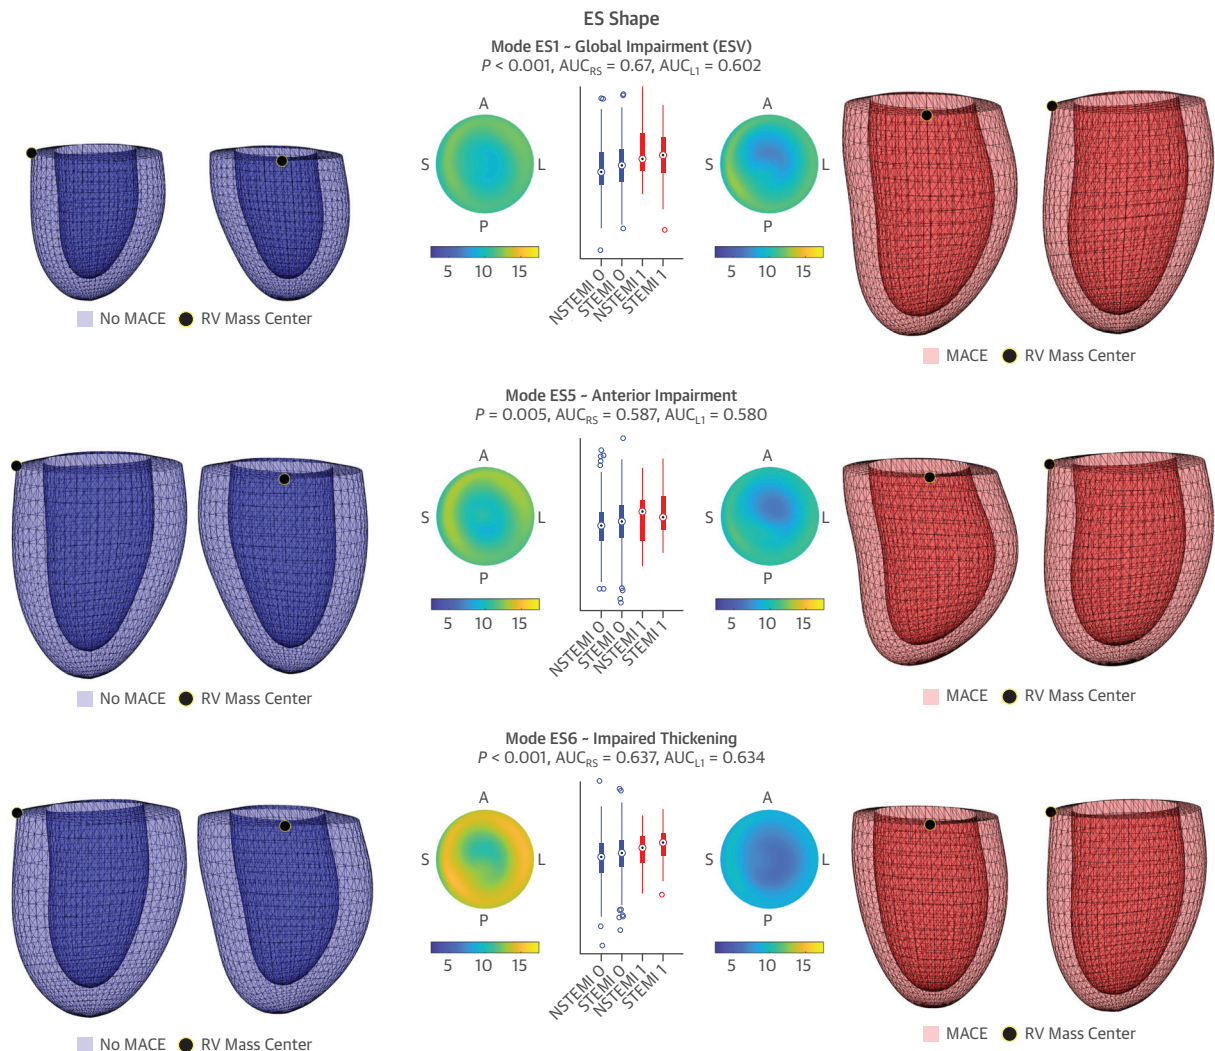 ES Shape
Mode ES1 ~ Global Impairment (ESV)
P < 0.001, AUC_RS = 0.67, AUC_L1 = 0.602
A
S
L
P
5 10 15
NSTEMI 0
STEMI 0
NSTEMI 1
STEMI 1
A
S
L
P
5 10 15
No MACE RV Mass Center
MACE RV Mass Center
Mode ES5 ~ Anterior Impairment
P = 0.005, AUC_RS = 0.587, AUC_L1 = 0.580
A
S
L
P
5 10 15
NSTEMI 0
STEMI 0
NSTEMI 1
STEMI 1
A
S
L
P
5 10 15
No MACE RV Mass Center
MACE RV Mass Center
Mode ES6 ~ Impaired Thickening
P < 0.001, AUC_RS = 0.637, AUC_L1 = 0.634
A
S
L
P
5 10 15
NSTEMI 0
STEMI 0
NSTEMI 1
STEMI 1
A
S
L
P
5 10 15
No MACE RV Mass Center
MACE RV Mass Center